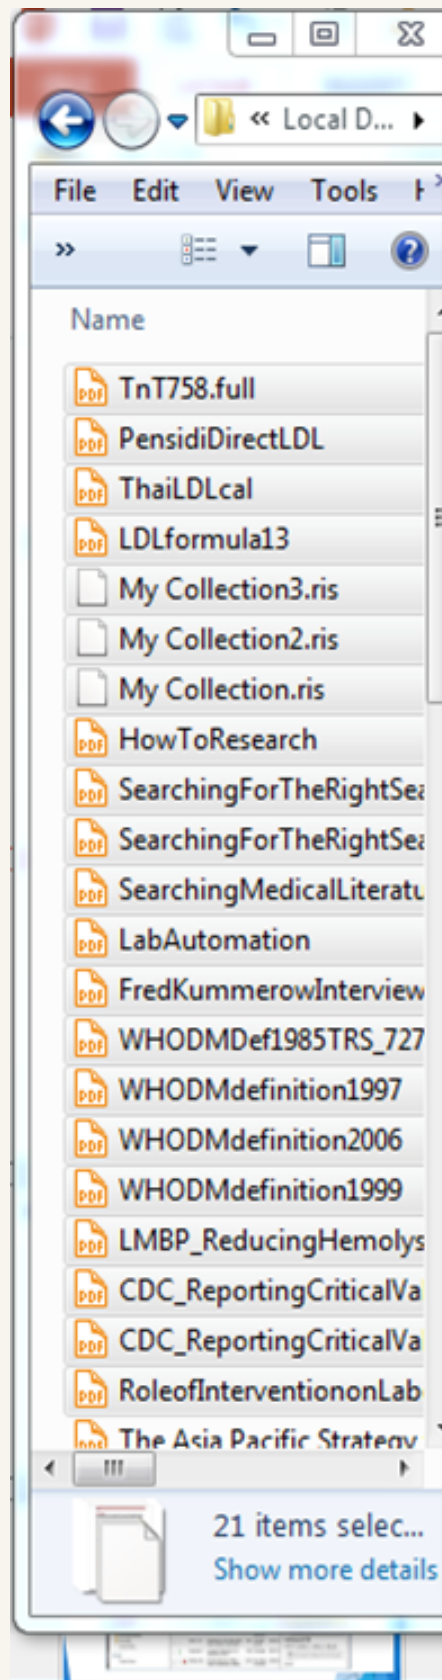 « Local D...
File Edit View Tools H
»
Name
TnT758.full
PensidiDirectLDL
ThaiLDLcal
LDLformula13
My Collection3.ris
My Collection2.ris
My Collection.ris
HowToResearch
SearchingForTheRightSea
SearchingForTheRightSea
SearchingMedicalLiteratu
LabAutomation
FredKummerowInterview
WHODMDef1985TRS_727
WHODMdefinition1997
WHODMdefinition2006
WHODMdefinition1999
LMBP_ReducingHemolys
CDC_ReportingCriticalVa
CDC_ReportingCriticalVa
RoleofInterventiononLab
The Asia Pacific Strategy
21 items selec...
Show more details